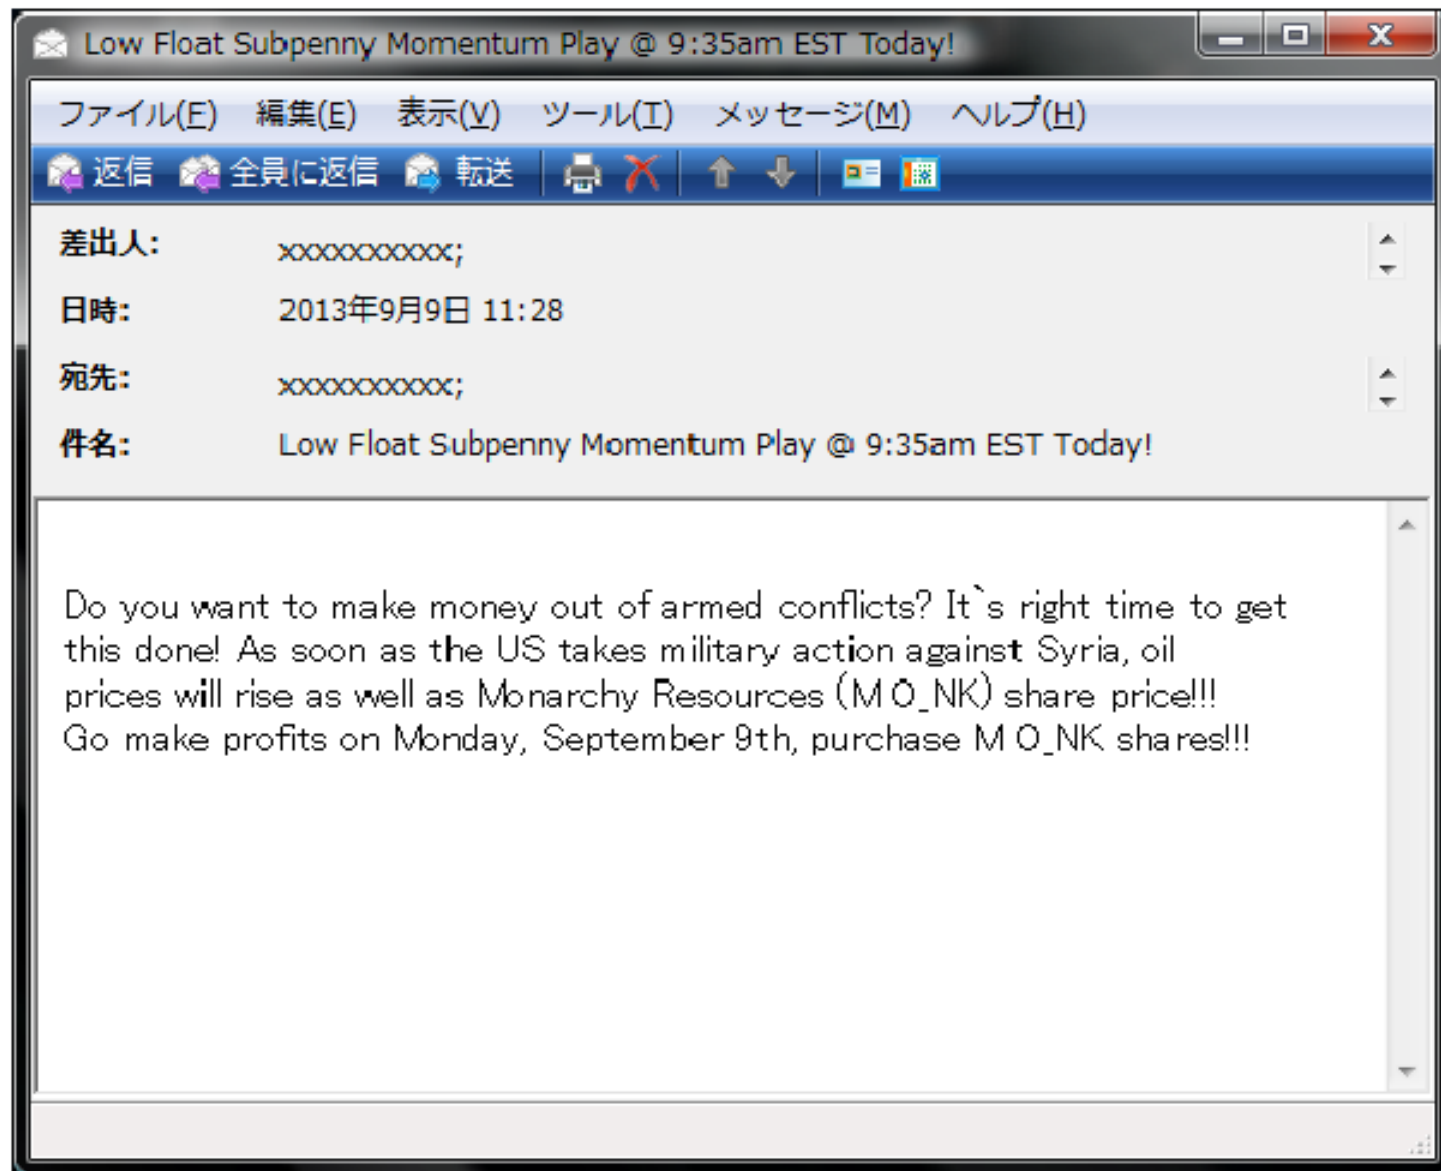 Low Float Subpenny Momentum Play @ 9:35am EST Today!
ファイル(F) 編集(E) 表示(V) ツール(T) メッセージ(M) ヘルプ(H)
返信 全員に返信 転送
差出人: xxxxxxxxxx;
日時: 2013年9月9日 11:28
宛先: xxxxxxxxxx;
件名: Low Float Subpenny Momentum Play @ 9:35am EST Today!
Do you want to make money out of armed conflicts? It`s right time to get
this done! As soon as the US takes military action against Syria, oil
prices will rise as well as Monarchy Resources (M O_NK) share price!!!
Go make profits on Monday, September 9th, purchase M O_NK shares!!!